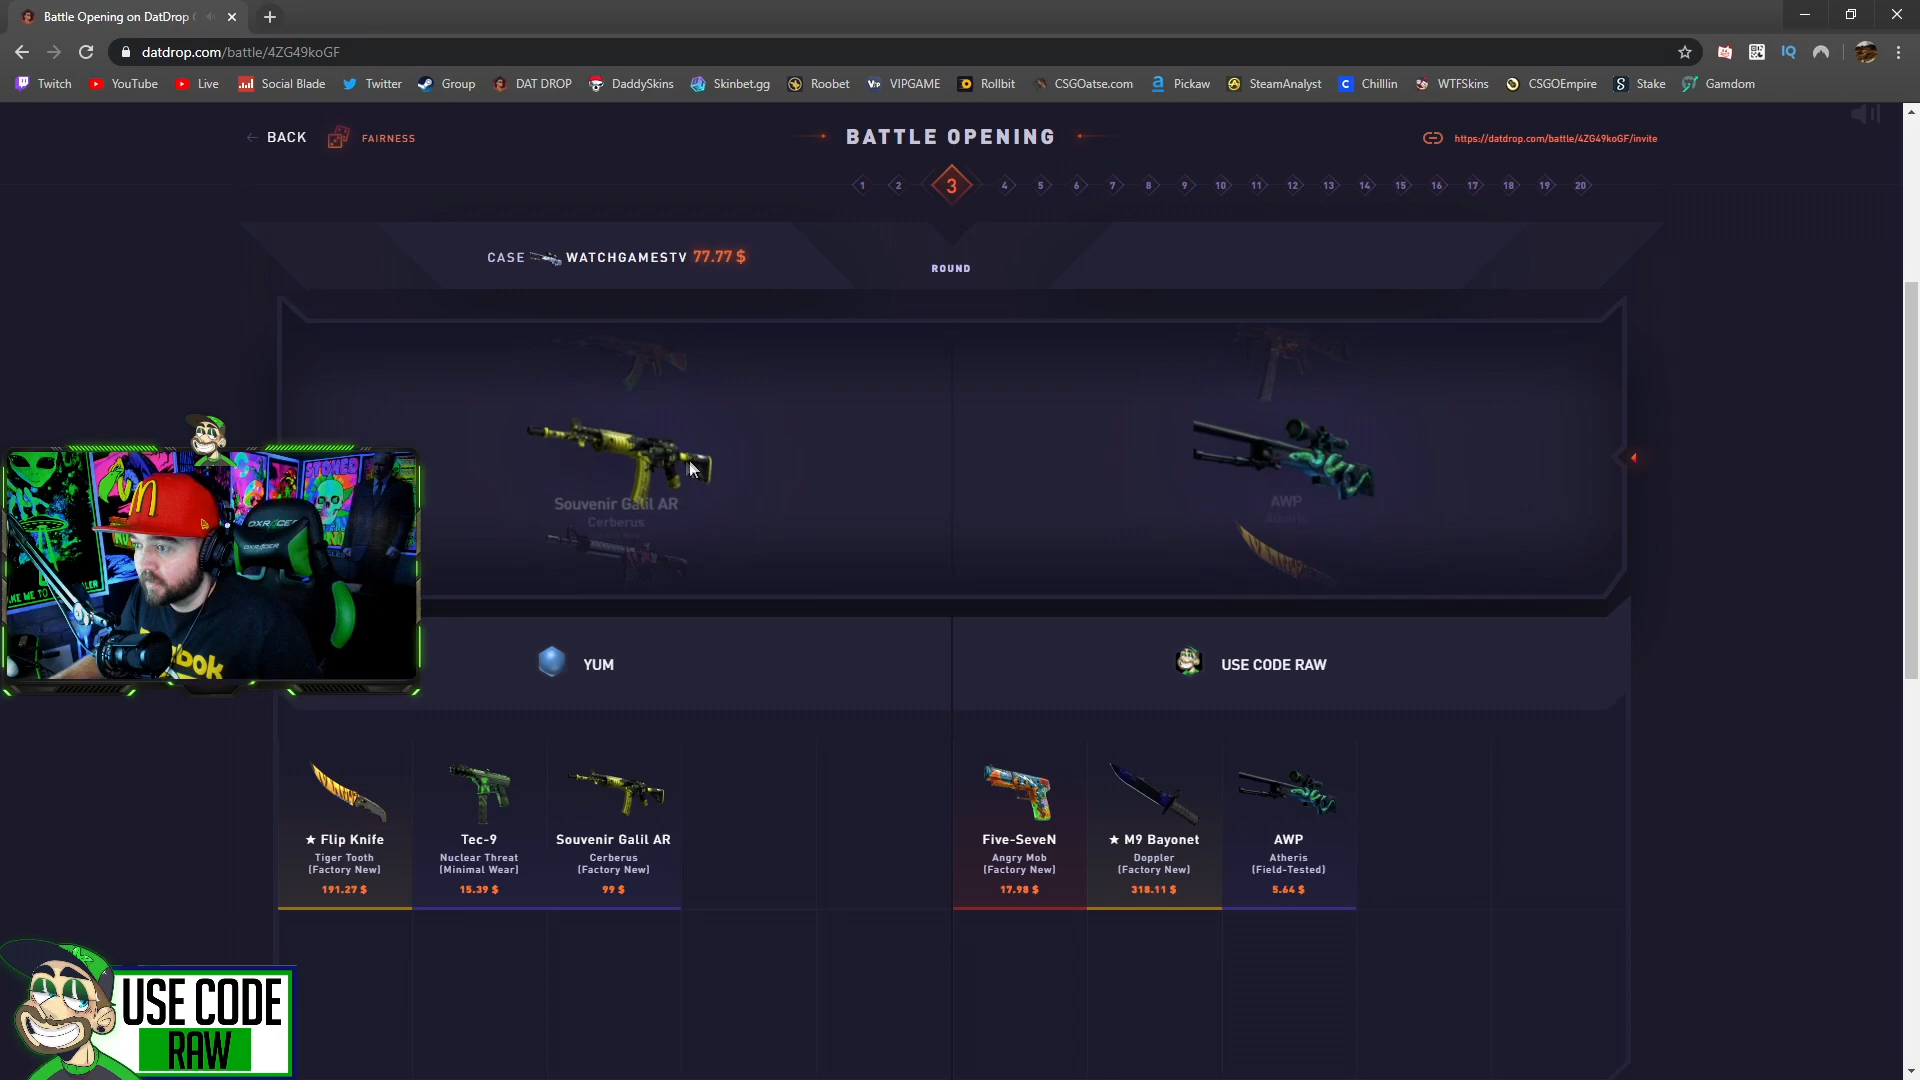 Battle Opening on DatDrop
datdrop.com/battle/4ZG49koGF
Twitch YouTube Live Social Blade Twitter Group DAT DROP DaddySkins Skinbet.gg Roobet VIPGAME Rollbit CSGOatse.com Pickaw SteamAnalyst Chilllin WTFSkins CSGOEmpire Stake Gamdom
BACK FAIRNESS
BATTLE OPENING
https://datdrop.com/battle/4ZG49koGF/invite
1 2 3 4 5 6 7 8 9 10 11 12 13 14 15 16 17 18 19 20
CASE WATCHGAMESTV 77.77 $
ROUND
Souvenir Galil AR
Cerberus
AWP
Atheris
YUM
USE CODE RAW
★ Flip Knife
Tiger Tooth
(Factory New)
191.27 $
Tec-9
Nuclear Threat
(Minimal Wear)
15.39 $
Souvenir Galil AR
Cerberus
(Factory New)
99 $
Five-SeveN
Angry Mob
(Factory New)
17.98 $
★ M9 Bayonet
Doppler
(Factory New)
318.11 $
AWP
Atheris
(Field-Tested)
5.64 $
STONED
DXRACER
USE CODE
RAW